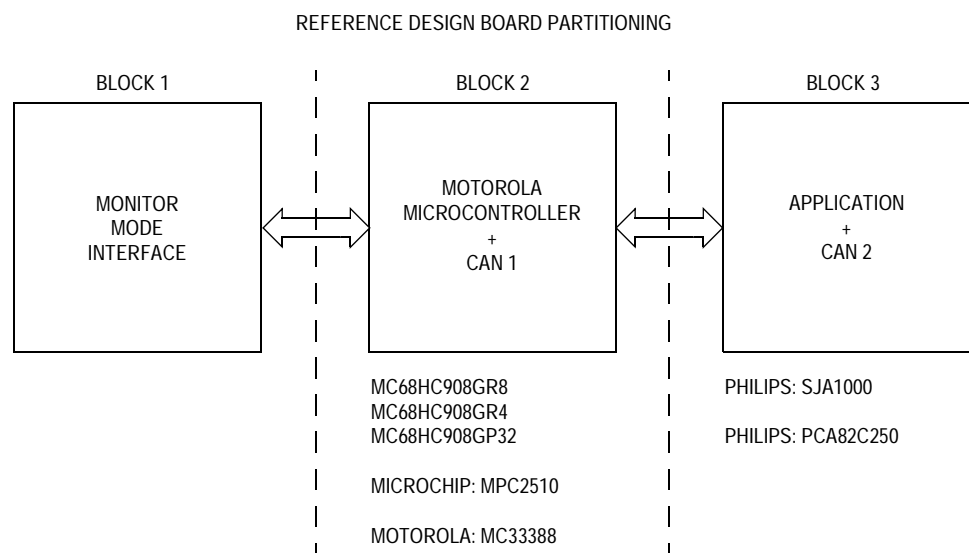 REFERENCE DESIGN BOARD PARTITIONING
BLOCK 1
MONITOR
MODE
INTERFACE
BLOCK 2
MOTOROLA
MICROCONTROLLER
+
CAN 1
MC68HC908GR8
MC68HC908GR4
MC68HC908GP32
MICROCHIP: MPC2510
MOTOROLA: MC33388
BLOCK 3
APPLICATION
+
CAN 2
PHILIPS: SJA1000
PHILIPS: PCA82C250